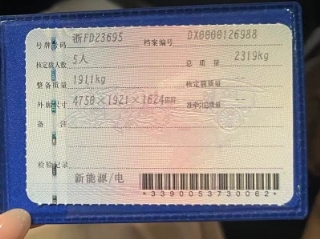 号牌号码 浙FD23695 档案编号 DX0000126988
核定载人数 5人 总质量 2319kg
整备质量 1911kg 核定载质量 --
外廓尺寸 4750×1921×1624mm 准牵引总质量 --
备注
检验记录
新能源/电
3390053730062